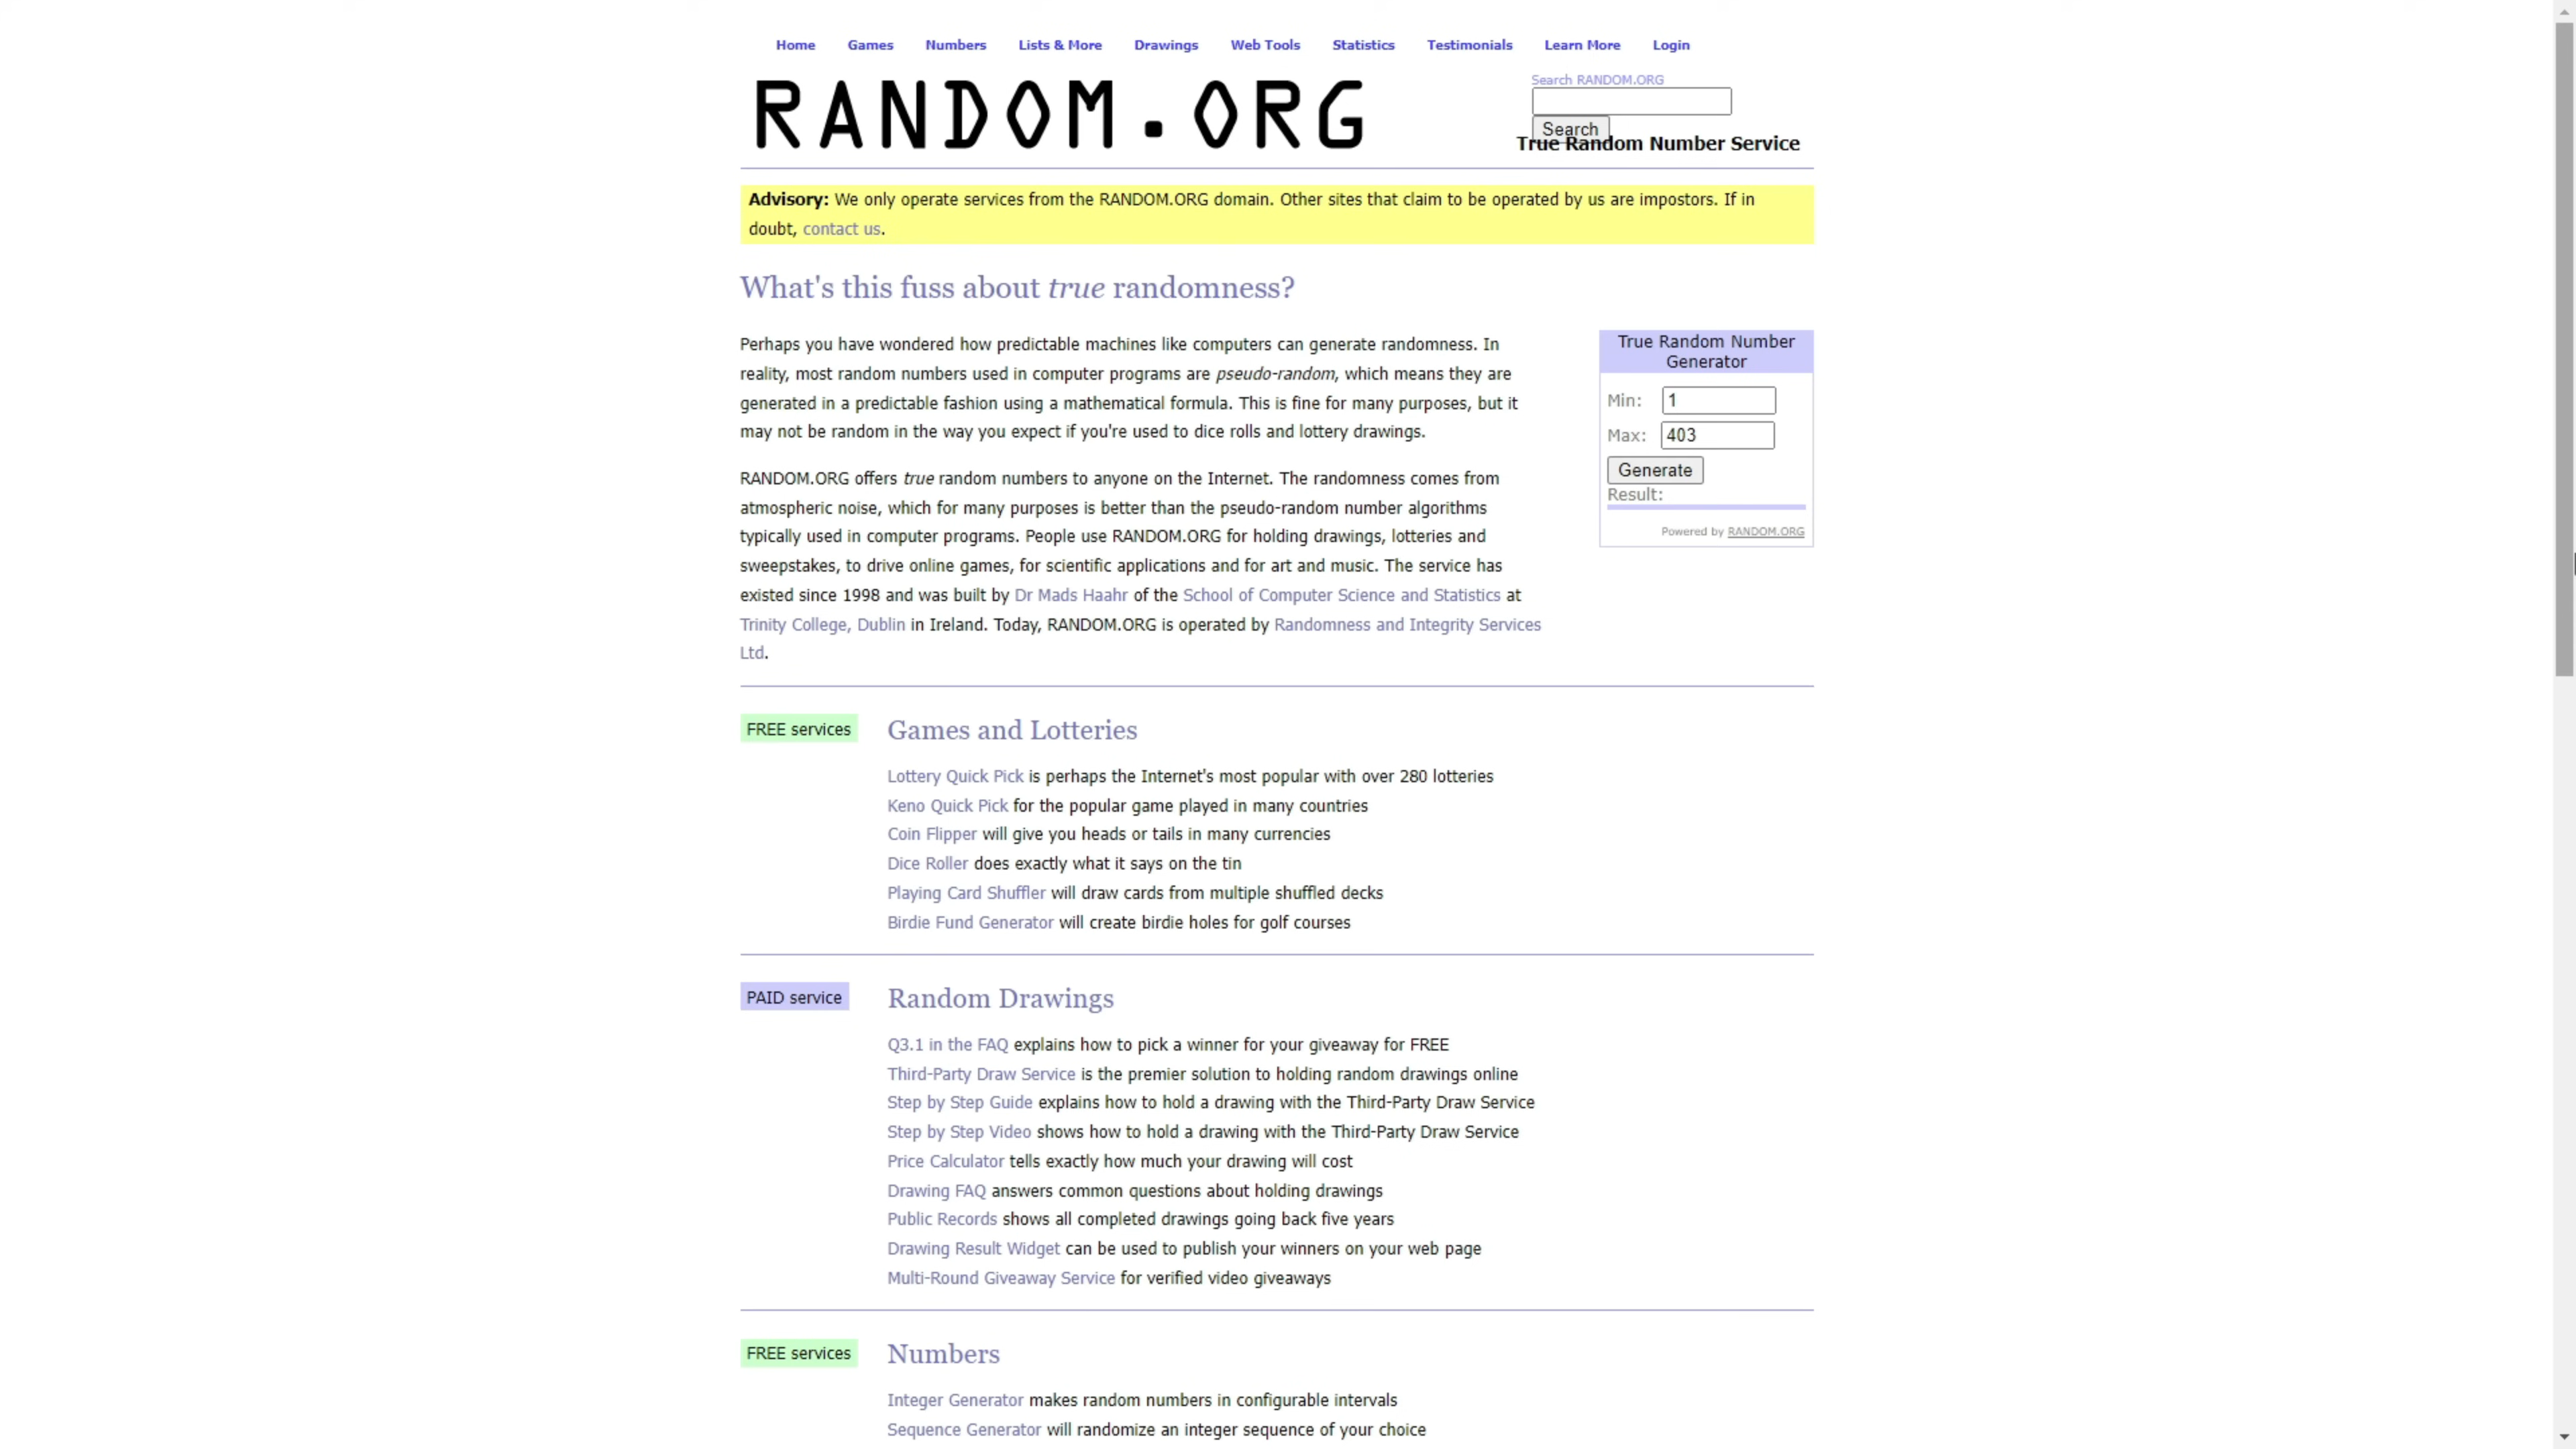 Home Games Numbers Lists & More Drawings Web Tools Statistics Testimonials Learn More Login
RANDOM.ORG
Search RANDOM.ORG
Search
True Random Number Service
Advisory: We only operate services from the RANDOM.ORG domain. Other sites that claim to be operated by us are impostors. If in
doubt, contact us.
What's this fuss about true randomness?
Perhaps you have wondered how predictable machines like computers can generate randomness. In
reality, most random numbers used in computer programs are pseudo-random, which means they are
generated in a predictable fashion using a mathematical formula. This is fine for many purposes, but it
may not be random in the way you expect if you're used to dice rolls and lottery drawings.
RANDOM.ORG offers true random numbers to anyone on the Internet. The randomness comes from
atmospheric noise, which for many purposes is better than the pseudo-random number algorithms
typically used in computer programs. People use RANDOM.ORG for holding drawings, lotteries and
sweepstakes, to drive online games, for scientific applications and for art and music. The service has
existed since 1998 and was built by Dr Mads Haahr of the School of Computer Science and Statistics at
Trinity College, Dublin in Ireland. Today, RANDOM.ORG is operated by Randomness and Integrity Services
Ltd.
True Random Number
Generator
Min: 1
Max: 403
Generate
Result:
Powered by RANDOM.ORG
FREE services
Games and Lotteries
Lottery Quick Pick is perhaps the Internet's most popular with over 280 lotteries
Keno Quick Pick for the popular game played in many countries
Coin Flipper will give you heads or tails in many currencies
Dice Roller does exactly what it says on the tin
Playing Card Shuffler will draw cards from multiple shuffled decks
Birdie Fund Generator will create birdie holes for golf courses
PAID service
Random Drawings
Q3.1 in the FAQ explains how to pick a winner for your giveaway for FREE
Third-Party Draw Service is the premier solution to holding random drawings online
Step by Step Guide explains how to hold a drawing with the Third-Party Draw Service
Step by Step Video shows how to hold a drawing with the Third-Party Draw Service
Price Calculator tells exactly how much your drawing will cost
Drawing FAQ answers common questions about holding drawings
Public Records shows all completed drawings going back five years
Drawing Result Widget can be used to publish your winners on your web page
Multi-Round Giveaway Service for verified video giveaways
FREE services
Numbers
Integer Generator makes random numbers in configurable intervals
Sequence Generator will randomize an integer sequence of your choice